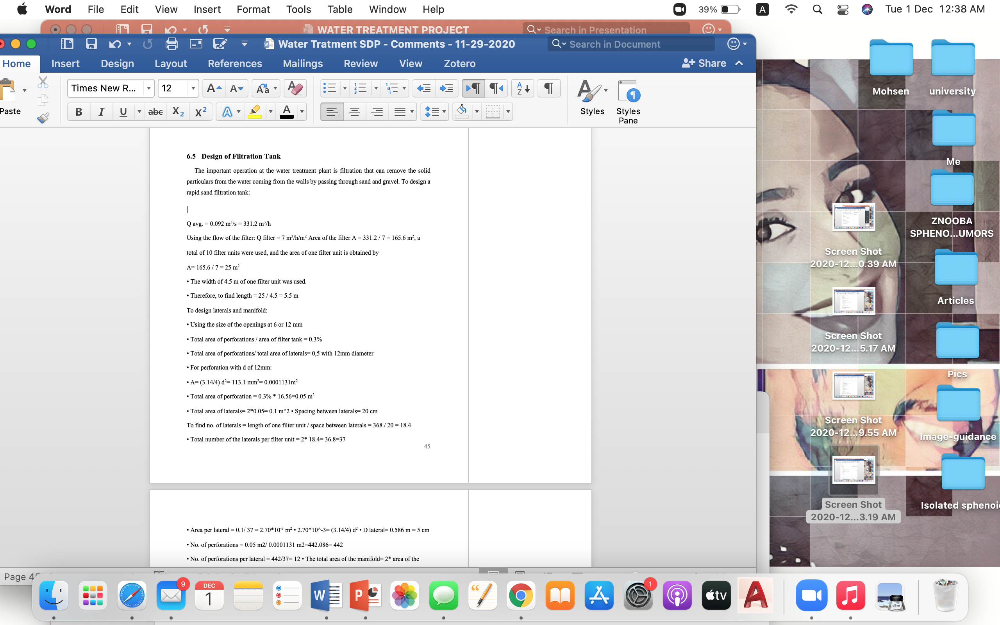 Word File Edit View Insert Format Tools Table Window Help 39% A Tue 1 Dec 12:38 AM
WATER TREATMENT PROJECT Search in Presentation
Water Tratment SDP - Comments - 11-29-2020 Search in Document
Home Insert Design Layout References Mailings Review View Zotero Share
Times New R... 12
Paste
Styles Styles Pane
6.5 Design of Filtration Tank
The important operation at the water treatment plant is filtration that can remove the solid
particulars from the water coming from the walls by passing through sand and gravel. To design a
rapid sand filtration tank:
Q avg. = 0.092 m³/s = 331.2 m³/h
Using the flow of the filter: Q filter = 7 m³/h/m² Area of the filter A = 331.2 / 7 = 165.6 m², a
total of 10 filter units were used, and the area of one filter unit is obtained by
A= 165.6 / 7 = 25 m²
• The width of 4.5 m of one filter unit was used.
• Therefore, to find length = 25 / 4.5 = 5.5 m
To design laterals and manifold:
• Using the size of the openings at 6 or 12 mm
• Total area of perforations / area of filter tank = 0.3%
• Total area of perforations/ total area of laterals= 0,5 with 12mm diameter
• For perforation with d of 12mm:
• A= (3.14/4) d²= 113.1 mm²= 0.0001131m²
• Total area of perforation = 0.3% * 16.56=0.05 m²
• Total area of laterals= 2*0.05= 0.1 m^2 • Spacing between laterals= 20 cm
To find no. of laterals = length of one filter unit / space between laterals = 368 / 20 = 18.4
• Total number of the laterals per filter unit = 2* 18.4= 36.8=37
45
• Area per lateral = 0.1/ 37 = 2.70*10⁻³ m² • 2.70*10^-3= (3.14/4) d² • D lateral= 0.586 m = 5 cm
• No. of perforations = 0.05 m2/ 0.0001131 m2=442.086= 442
• No. of perforations per lateral = 442/37= 12 • The total area of the manifold= 2* area of the
Page 45
Mohsen
university
Me
ZNOOBA
SPHENO...UMORS
Screen Shot
2020-12...0.39 AM
Articles
Screen Shot
2020-12...5.17 AM
Pics
Screen Shot
2020-12...9.55 AM
Image-guidance
Screen Shot
2020-12...3.19 AM
Isolated sphenoi
9
DEC
1
W
P
1
tv